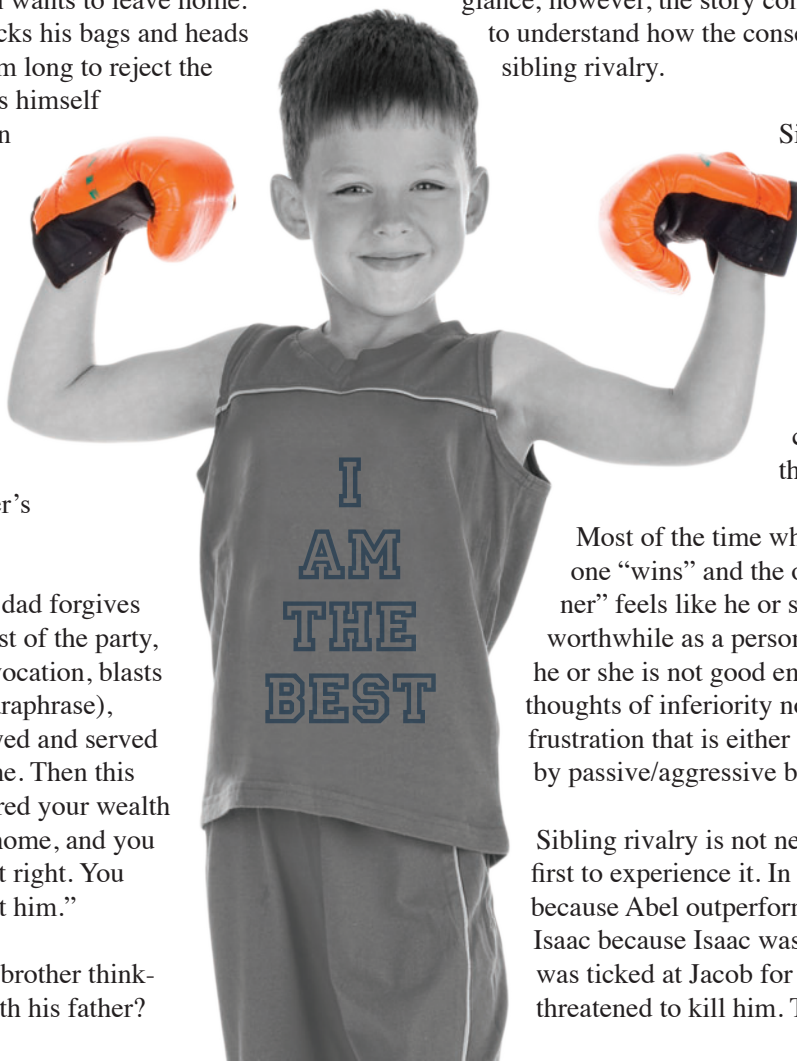 wants to leave home.
cks his bags and heads
m long to reject the
s himself
n
er’s
dad forgives
st of the party,
vocation, blasts
raphrase),
ved and served
ne. Then this
red your wealth
home, and you
t right. You
t him.”
brother think-
th his father?
I
AM
THE
BEST
glance, however, the story con
to understand how the conse
sibling rivalry.
Si
c
th
Most of the time wh
one “wins” and the o
ner” feels like he or s
worthwhile as a person
he or she is not good en
thoughts of inferiority no
frustration that is either
by passive/aggressive b
Sibling rivalry is not ne
first to experience it. In
because Abel outperform
Isaac because Isaac was
was ticked at Jacob for
threatened to kill him. T